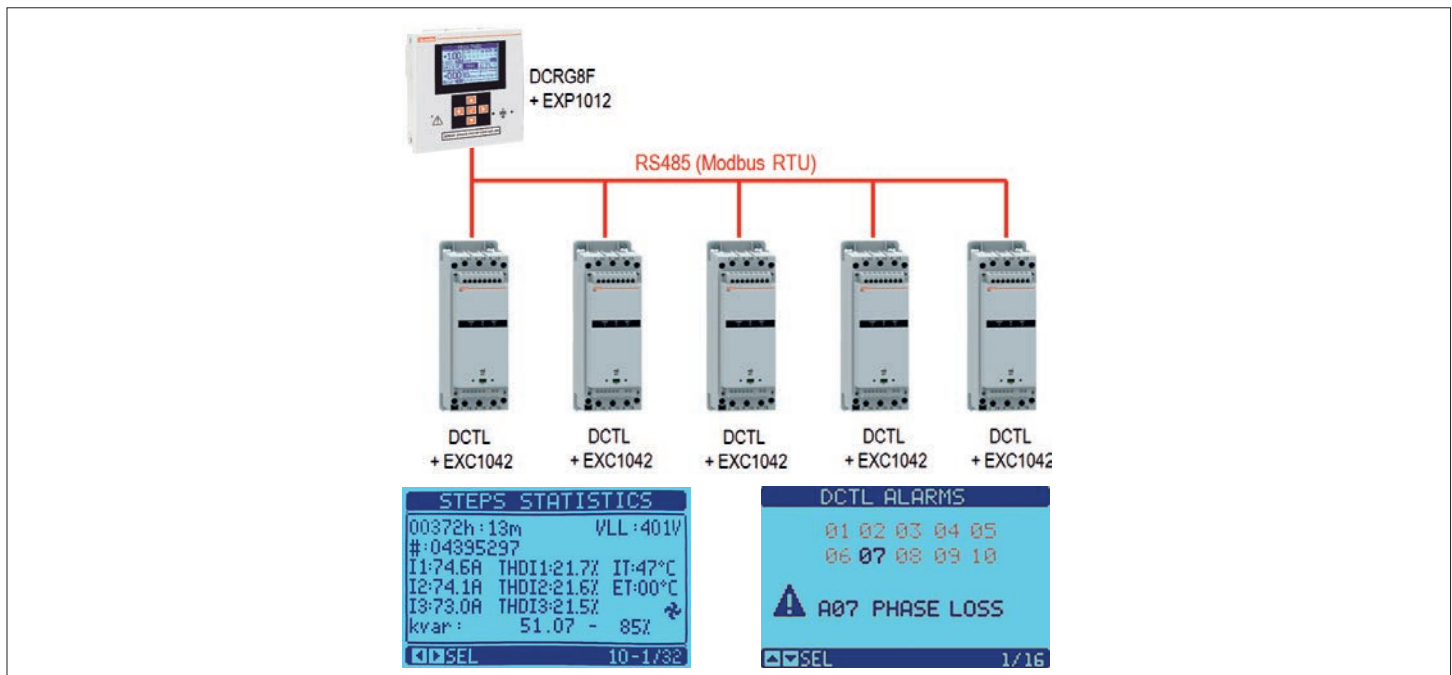 DCRG8F
+ EXP1012
RS485 (Modbus RTU)
DCTL
+ EXC1042
DCTL
+ EXC1042
DCTL
+ EXC1042
DCTL
+ EXC1042
DCTL
+ EXC1042
STEPS STATISTICS
00372h:13m VLL:401V
#:04395297
I1:74.6A THDI1:21.7% IT:47°C
I2:74.1A THDI2:21.6% ET:00°C
I3:73.0A THDI3:21.5%
kvar: 51.07 - 85%
SEL 10-1/32
DCTL ALARMS
01 02 03 04 05
06 07 08 09 10
A07 PHASE LOSS
SEL 1/16